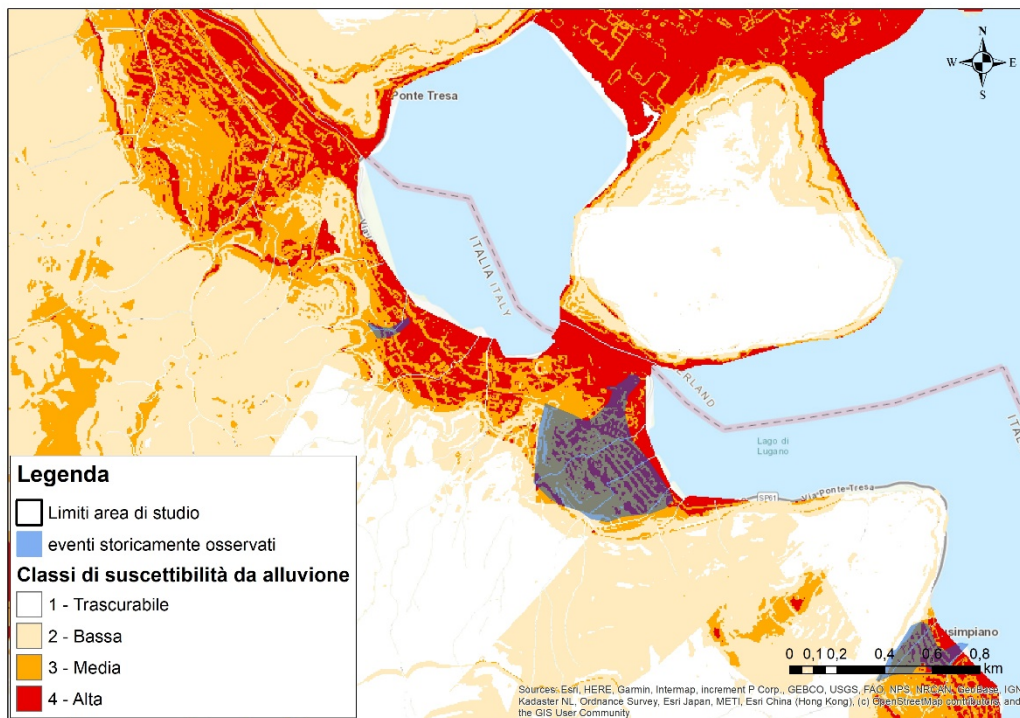 N
W E
S
Ponte Tresa
Via
ITALIA ITALY
ERLAND
ITAL
Lago di
Lugano
SP61
Via Ponte Tresa
Legenda
Limiti area di studio
eventi storicamente osservati
Classi di suscettibilità da alluvione
1 - Trascurabile
2 - Bassa
3 - Media
4 - Alta
simpiano
0 0,1 0,2 0,4 0,6 0,8
km
Sources: Esri, HERE, Garmin, Intermap, increment P Corp., GEBCO, USGS, FAO, NPS, NRCAN, GeoBase, IGN,
Kadaster NL, Ordnance Survey, Esri Japan, METI, Esri China (Hong Kong), (c) OpenStreetMap contributors, and
the GIS User Community